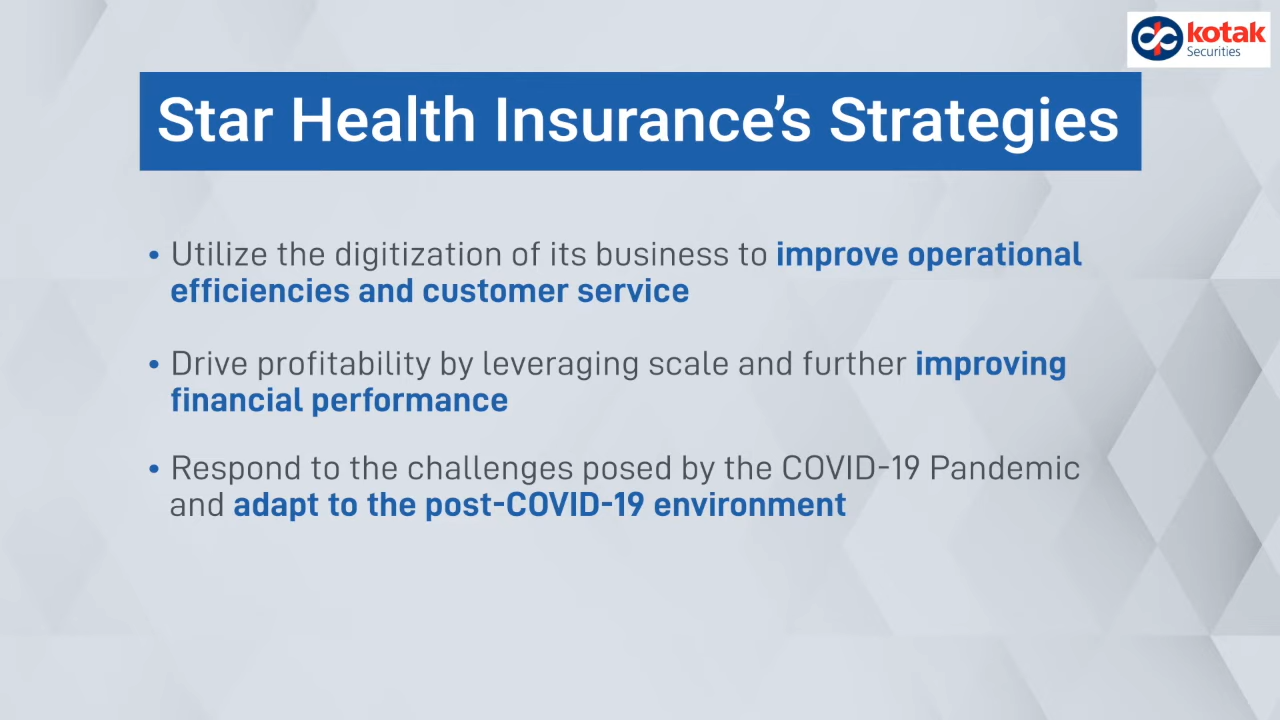 kotak
Securities
Star Health Insurance's Strategies
• Utilize the digitization of its business to improve operational
efficiencies and customer service
• Drive profitability by leveraging scale and further improving
financial performance
• Respond to the challenges posed by the COVID-19 Pandemic
and adapt to the post-COVID-19 environment